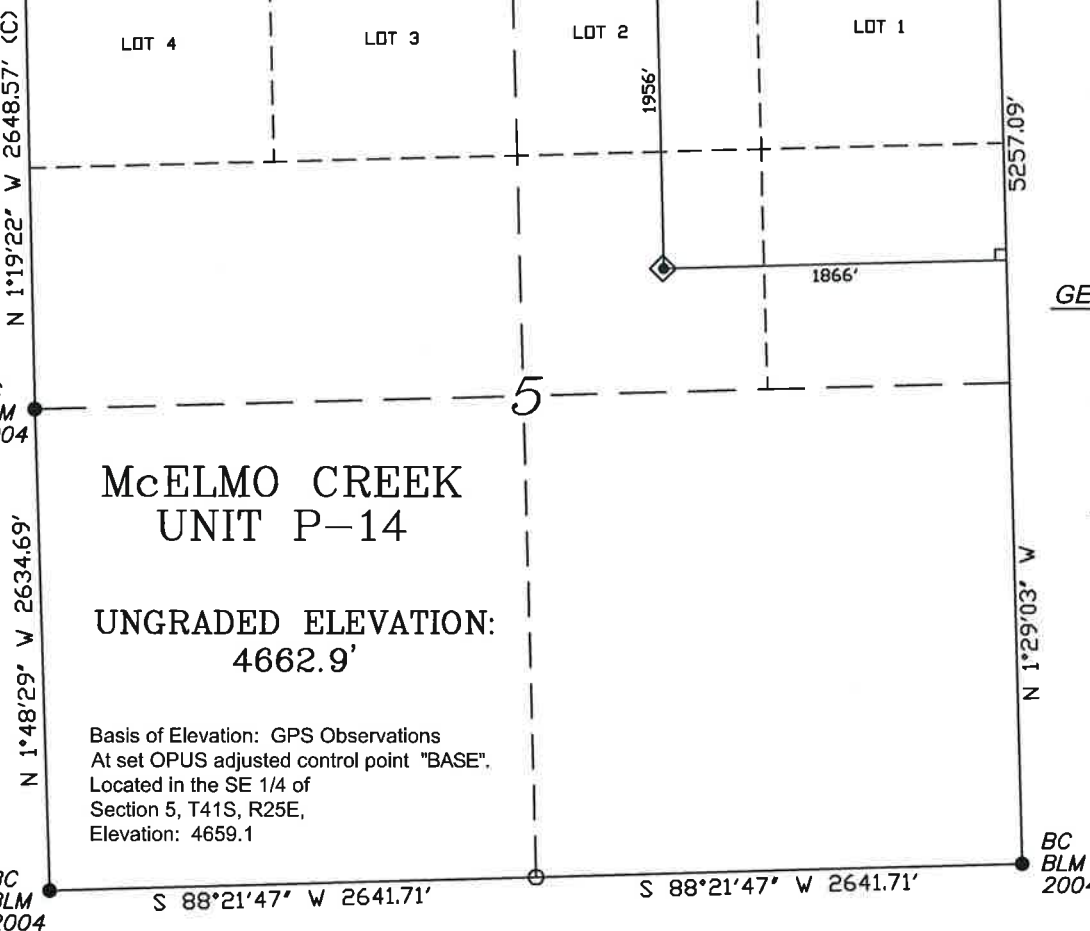 LOT 4
LOT 3
LOT 2
LOT 1
N 1°19'22" W 2648.57' (C)
1956'
5257.09'
1866'
GE
M
04
5
McELMO CREEK
UNIT P-14
UNGRADED ELEVATION:
4662.9'
N 1°48'29" W 2634.69'
N 1°29'03" W
Basis of Elevation: GPS Observations
At set OPUS adjusted control point "BASE".
Located in the SE 1/4 of
Section 5, T41S, R25E,
Elevation: 4659.1
BC
BLM
2004
BC
BLM
2004
S 88°21'47" W 2641.71'
S 88°21'47" W 2641.71'